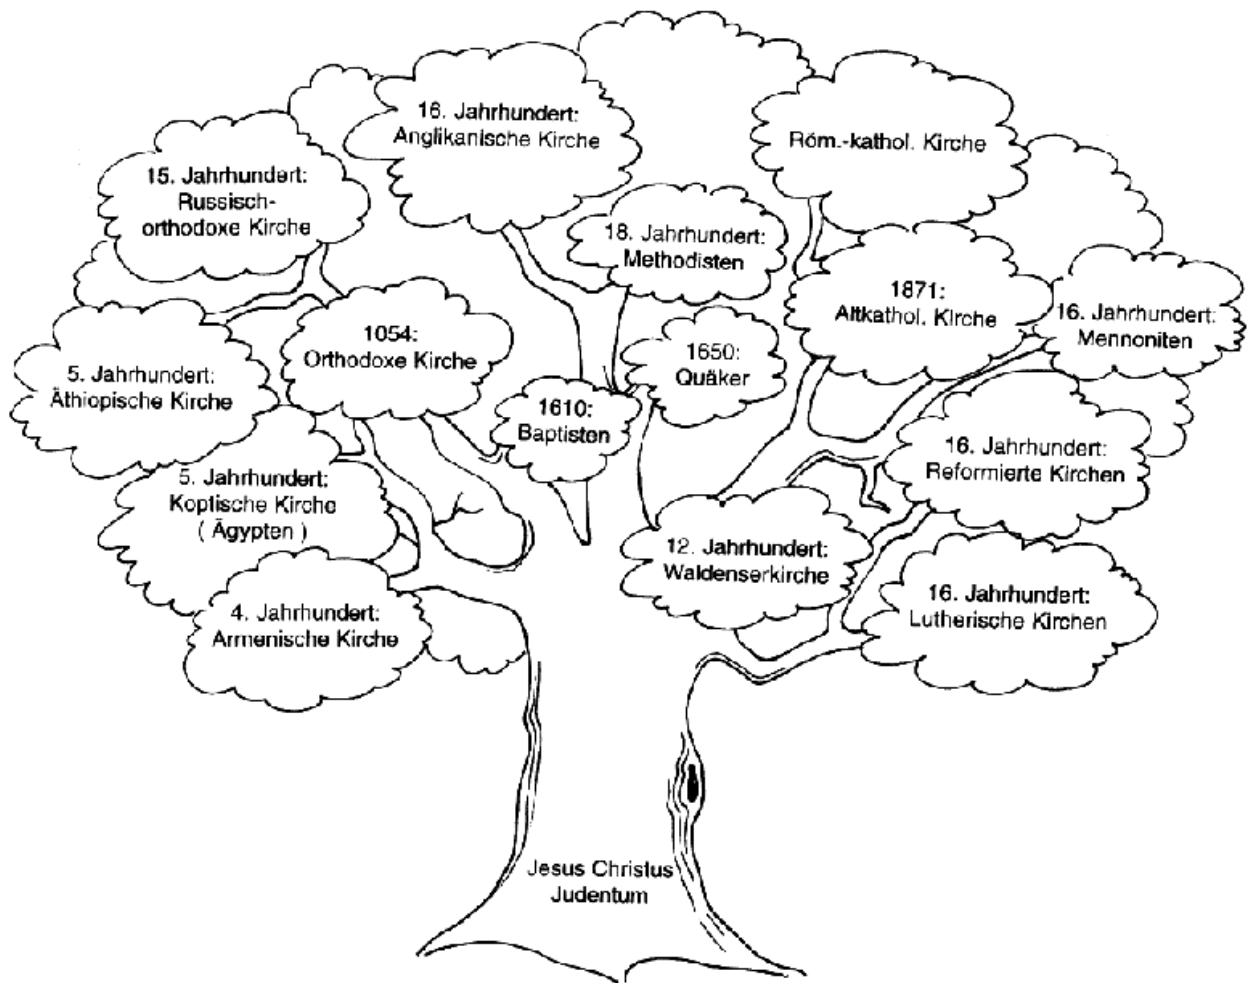 16. Jahrhundert:
Anglikanische Kirche
Röm.-kathol. Kirche
15. Jahrhundert:
Russisch-
orthodoxe Kirche
18. Jahrhundert:
Methodisten
1871:
Altkathol. Kirche
16. Jahrhundert:
Mennoniten
1054:
Orthodoxe Kirche
1650:
Quäker
5. Jahrhundert:
Äthiopische Kirche
1610:
Baptisten
16. Jahrhundert:
Reformierte Kirchen
5. Jahrhundert:
Koptische Kirche
( Ägypten )
12. Jahrhundert:
Waldenserkirche
16. Jahrhundert:
Lutherische Kirchen
4. Jahrhundert:
Armenische Kirche
Jesus Christus
Judentum